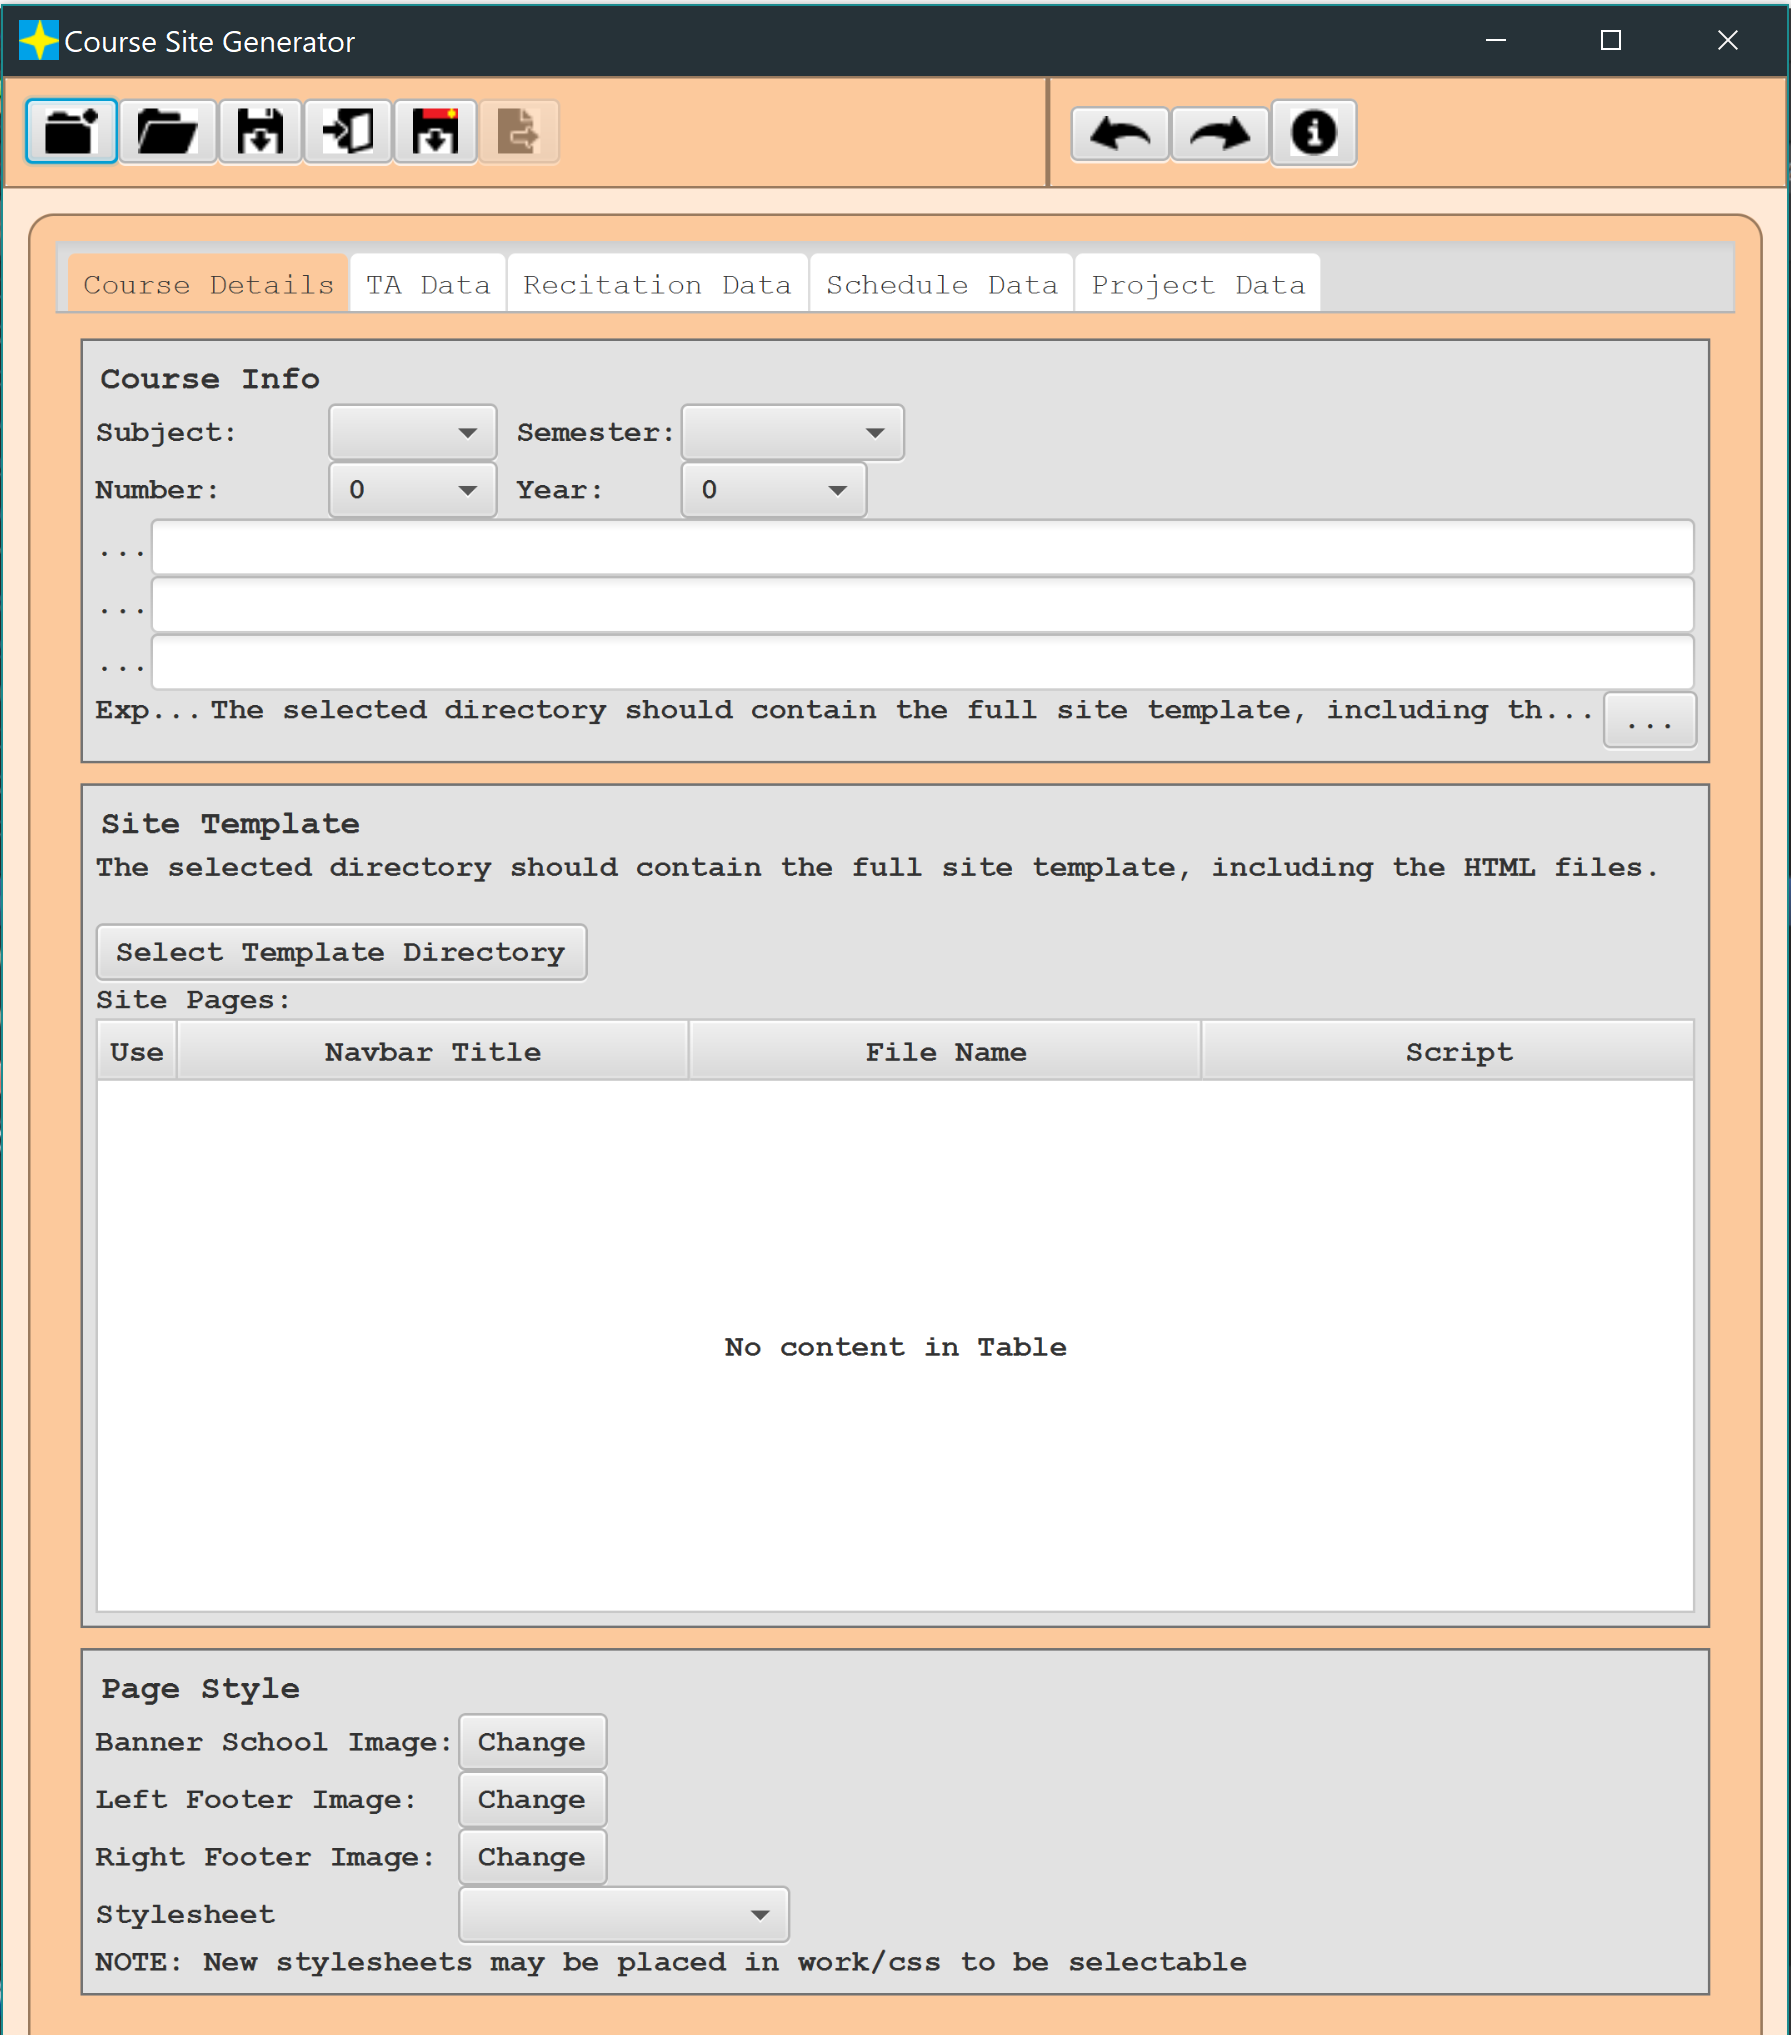 Course Site Generator
Course Details TA Data Recitation Data Schedule Data Project Data
Course Info
Subject: Semester:
Number: 0 Year: 0
...
...
...
Exp... The selected directory should contain the full site template, including th... ...
Site Template
The selected directory should contain the full site template, including the HTML files.
Select Template Directory
Site Pages:
Use Navbar Title File Name Script
No content in Table
Page Style
Banner School Image: Change
Left Footer Image: Change
Right Footer Image: Change
Stylesheet
NOTE: New stylesheets may be placed in work/css to be selectable